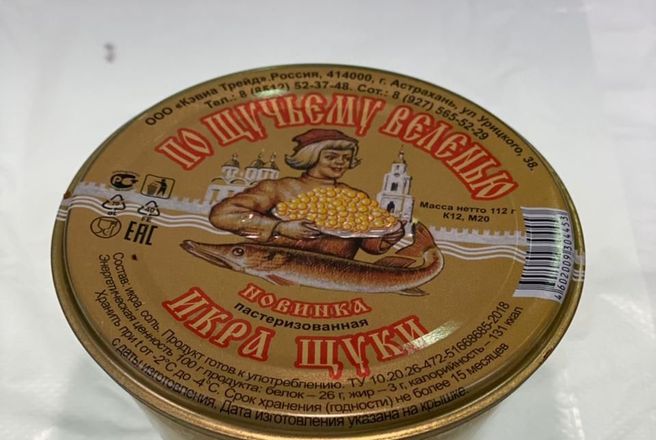 ООО «Кэвиа Трейд».Россия, 414000, г. Астрахань, ул Урицкого, 38.
Тел.: 8 (8512) 52-37-48. Сот.: 8 (927) 565-52-29
ПО ЩУЧЬЕМУ ВЕЛЕНЬЮ
Масса нетто 112 г
К12, М20
EAC
4602009304453
НОВИНКА
пастеризованная
ИКРА ЩУКИ
Состав: икра, соль. Продукт готов к употреблению. ТУ 10.20.26-472-51688685-2018
Энергетическая ценность 100 г продукта: белок – 26 г, жир – 3 г, калорийность – 131 ккал
Хранить при t от -2°С до -4°С. Срок хранения (годности) не более 15 месяцев
с даты изготовления. Дата изготовления указана на крышке.